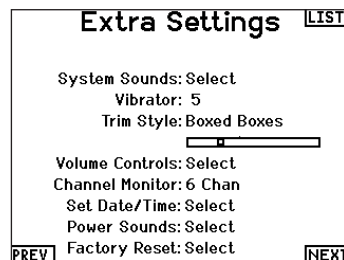 Extra Settings
LIST
System Sounds: Select
Vibrator: 5
Trim Style: Boxed Boxes
Volume Controls: Select
Channel Monitor: 6 Chan
Set Date/Time: Select
Power Sounds: Select
Factory Reset: Select
PREV
NEXT